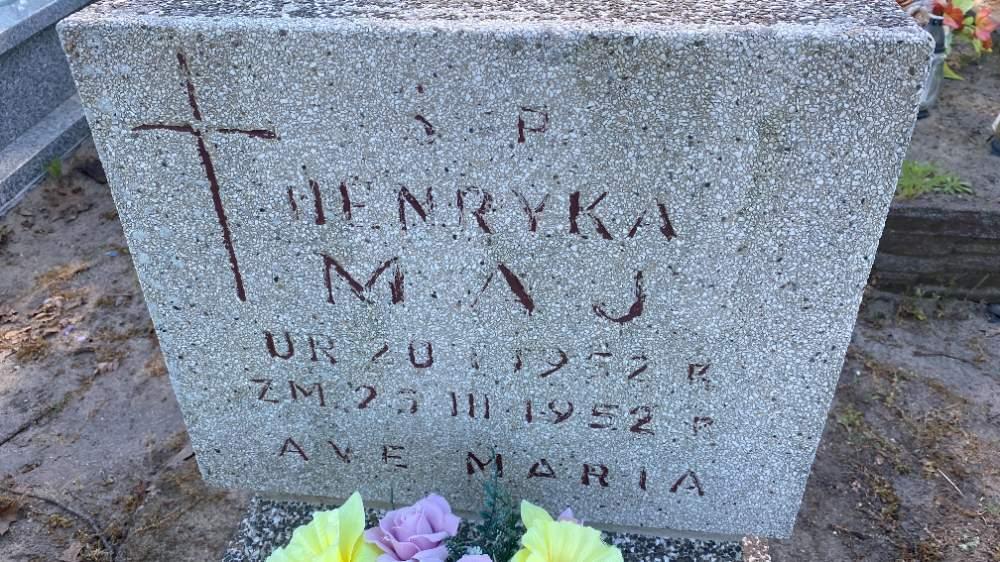 Ś P
HENRYKA
MAJ
UR 20 I 1952 R
ZM 23 III 1952 R
AVE MARIA